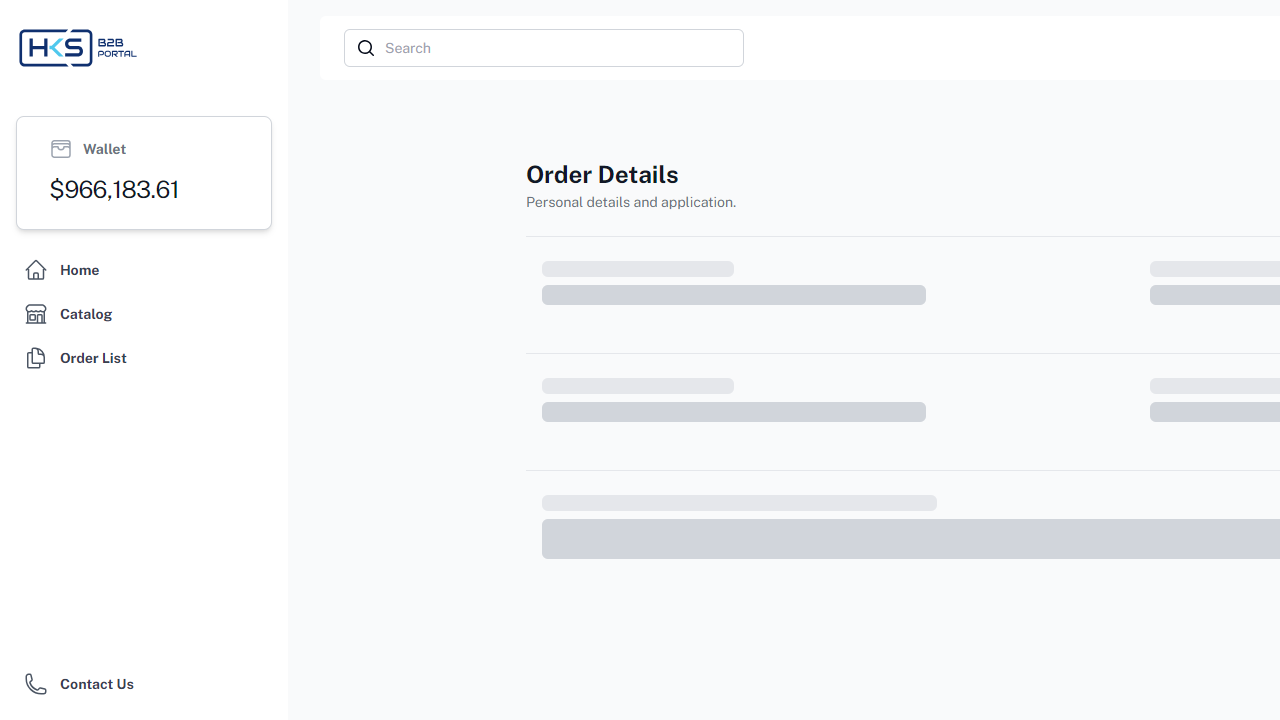 HKS B2B
PORTAL
Search
Wallet
$966,183.61
Home
Catalog
Order List
Contact Us
Order Details
Personal details and application.